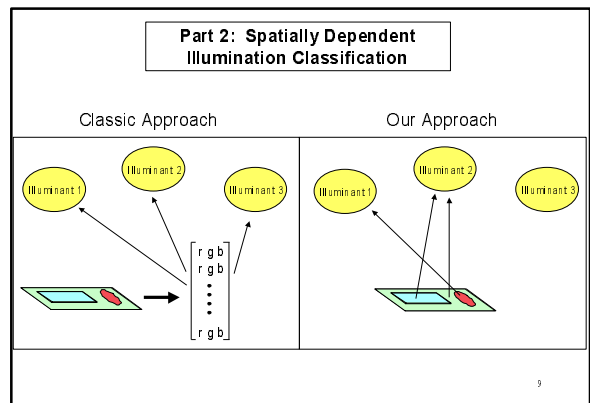 Part 2: Spatially Dependent
Illumination Classification
Classic Approach
Our Approach
Illuminant 1
Illuminant 2
Illuminant 3
r g b
r g b
r g b
Illuminant 1
Illuminant 2
Illuminant 3
9